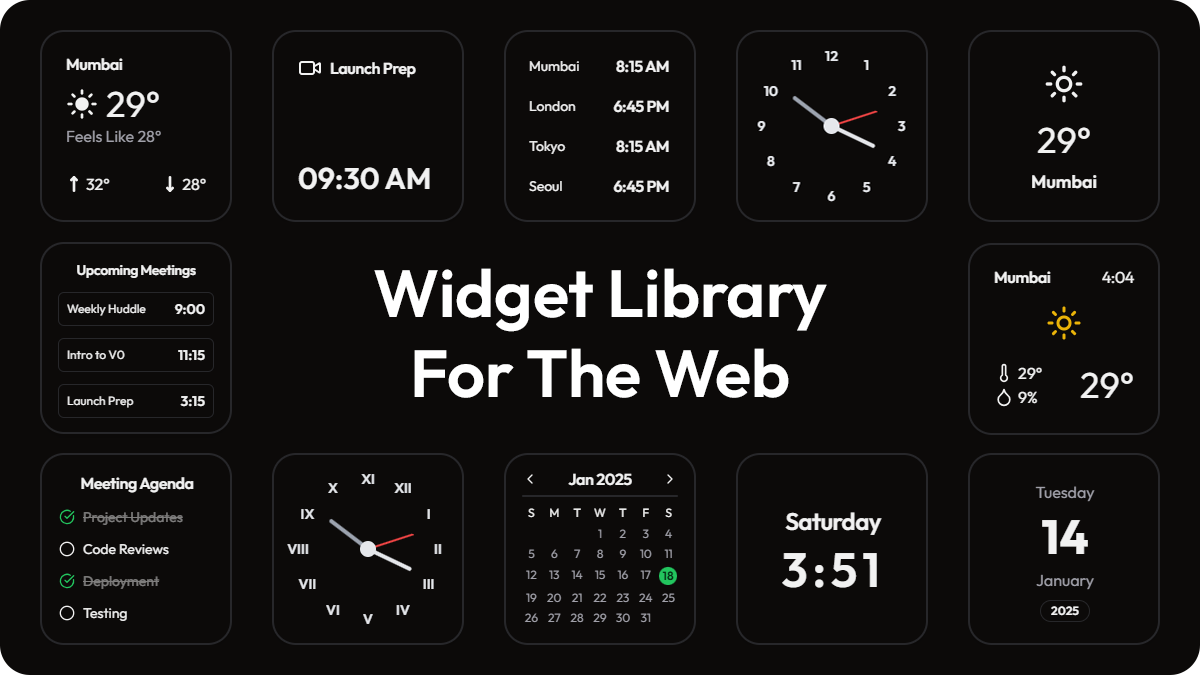 Mumbai
29°
Feels Like 28°
32° 28°
Launch Prep
09:30 AM
Mumbai 8:15 AM
London 6:45 PM
Tokyo 8:15 AM
Seoul 6:45 PM
12
11 1
10 2
9 3
8 4
7 5
6
29°
Mumbai
Upcoming Meetings
Weekly Huddle 9:00
Intro to V0 11:15
Launch Prep 3:15
Widget Library
For The Web
Mumbai 4:04
29°
9%
29°
Meeting Agenda
Project Updates
Code Reviews
Deployment
Testing
XI
X XII
IX I
VIII II
VII III
VI IV
V
Jan 2025
S M T W T F S
1 2 3 4
5 6 7 8 9 10 11
12 13 14 15 16 17 18
19 20 21 22 23 24 25
26 27 28 29 30 31
Saturday
3:51
Tuesday
14
January
2025